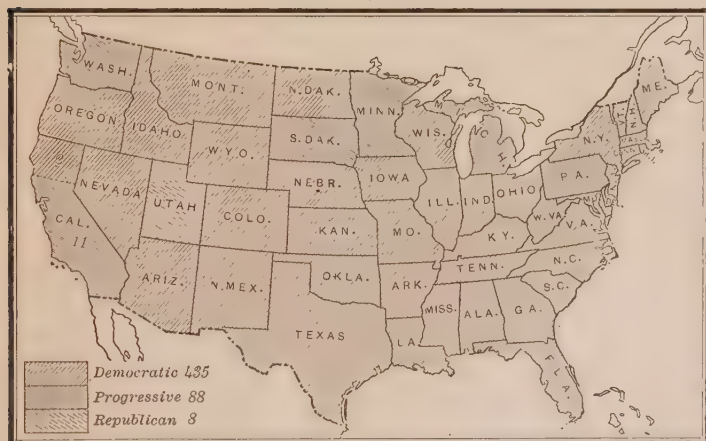 WASH.
MONT.
N.DAK.
MINN.
ME.
OREGON
IDAHO.
S.DAK.
WIS.
M
I
C
H.
N.Y.
VT.
N.H.
WYO.
NEBR.
IOWA
PA.
NEVADA
UTAH
COLO.
KAN.
MO.
ILL.
IND.
OHIO
W.VA.
VA.
CAL.
11
KY.
ARIZ.
N.MEX.
OKLA.
ARK.
TENN.
N.C.
S.C.
TEXAS
LA.
MISS.
ALA.
GA.
FLA.
Democratic 435
Progressive 88
Republican 8